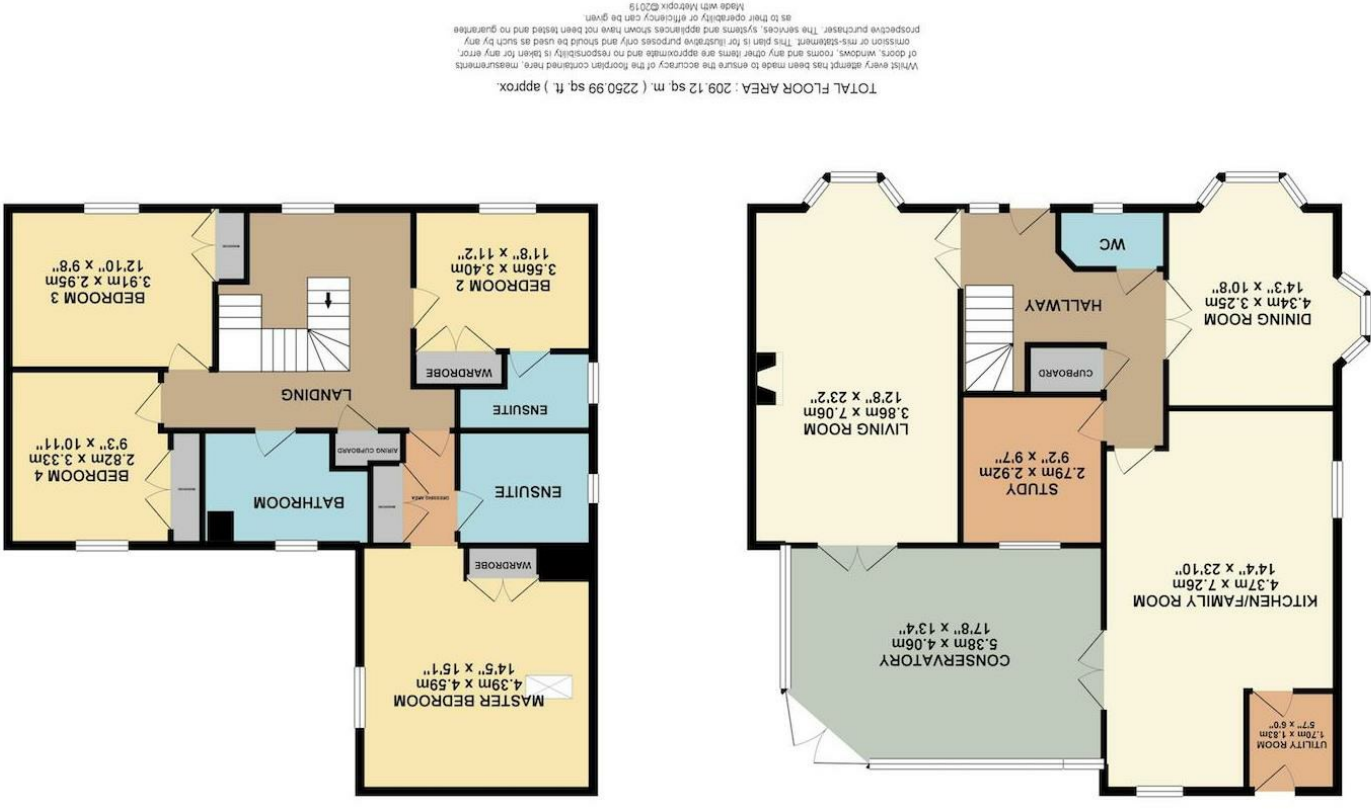 UTILITY ROOM
1.70m x 1.83m
5'7" x 6'0"
KITCHEN/FAMILY ROOM
4.37m x 7.26m
14'4" x 23'10"
CONSERVATORY
5.38m x 4.06m
17'8" x 13'4"
STUDY
2.79m x 2.92m
9'2" x 9'7"
LIVING ROOM
3.86m x 7.06m
12'8" x 23'2"
CUPBOARD
DINING ROOM
4.34m x 3.25m
14'3" x 10'8"
HALLWAY
WC
MASTER BEDROOM
4.39m x 4.59m
14'5" x 15'1"
WARDROBE
ENSUITE
DRESSING AREA
BATHROOM
AIRING CUPBOARD
BEDROOM 4
2.82m x 3.33m
9'3" x 10'11"
ENSUITE
LANDING
WARDROBE
BEDROOM 2
3.56m x 3.40m
11'8" x 11'2"
BEDROOM 3
3.91m x 2.95m
12'10" x 9'8"
TOTAL FLOOR AREA : 209.12 sq. m. ( 2250.99 sq. ft. ) approx.
Whilst every attempt has been made to ensure the accuracy of the floorplan contained here, measurements
of doors, windows, rooms and any other items are approximate and no responsibility is taken for any error,
omission or mis-statement. This plan is for illustrative purposes only and should be used as such by any
prospective purchaser. The services, systems and appliances shown have not been tested and no guarantee
as to their operability or efficiency can be given.
Made with Metropix ©2019